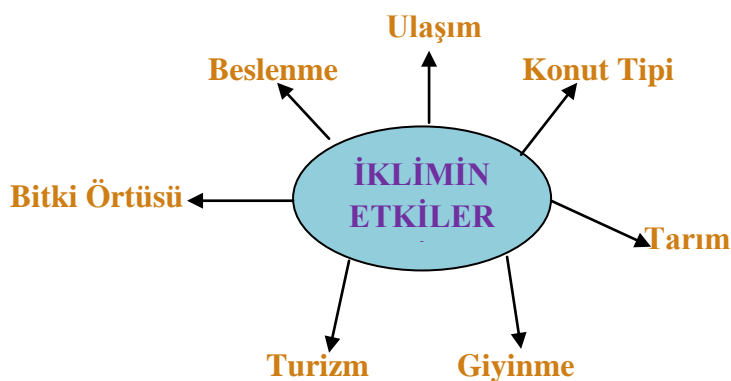 Ulaşım
Beslenme
Konut Tipi
İKLİMİN
ETKİLER
Bitki Örtüsü
Tarım
Turizm
Giyinme